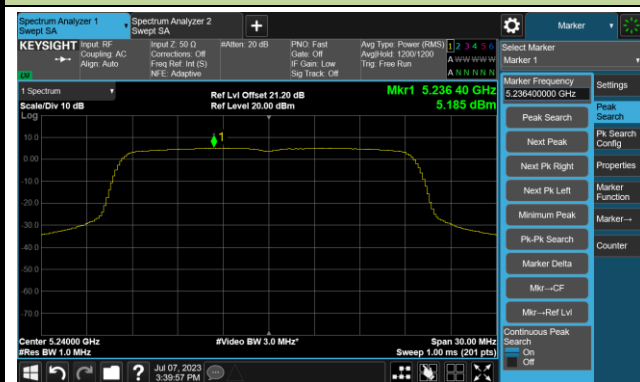 Spectrum Analyzer 1
Swept SA
Spectrum Analyzer 2
Swept SA
+
Marker
KEYSIGHT
Input: RF
Coupling: AC
Align: Auto
Input Z: 50 Ω
Corrections: Off
Freq Ref: Int (S)
NFE: Adaptive
#Atten: 20 dB
PNO: Fast
Gate: Off
IF Gain: Low
Sig Track: Off
Avg Type: Power (RMS)
Avg|Hold: 1200/1200
Trig: Free Run
1 2 3 4 5 6
A W W W W W
A N N N N N
Select Marker
Marker 1
1 Spectrum
Scale/Div 10 dB
Log
Ref Lvl Offset 21.20 dB
Ref Level 20.00 dBm
Mkr1 5.236 40 GHz
5.185 dBm
10.0
0.00
-10.0
-20.0
-30.0
-40.0
-50.0
-60.0
-70.0
1
Center 5.24000 GHz
#Res BW 1.0 MHz
#Video BW 3.0 MHz*
Span 30.00 MHz
Sweep 1.00 ms (201 pts)
Marker Frequency
5.236400000 GHz
Peak Search
Next Peak
Next Pk Right
Next Pk Left
Minimum Peak
Pk-Pk Search
Marker Delta
Mkr→CF
Mkr→Ref Lvl
Continuous Peak
Search
On
Off
Settings
Peak
Search
Pk Search
Config
Properties
Marker
Function
Marker→
Counter
?
Jul 07, 2023
3:39:57 PM